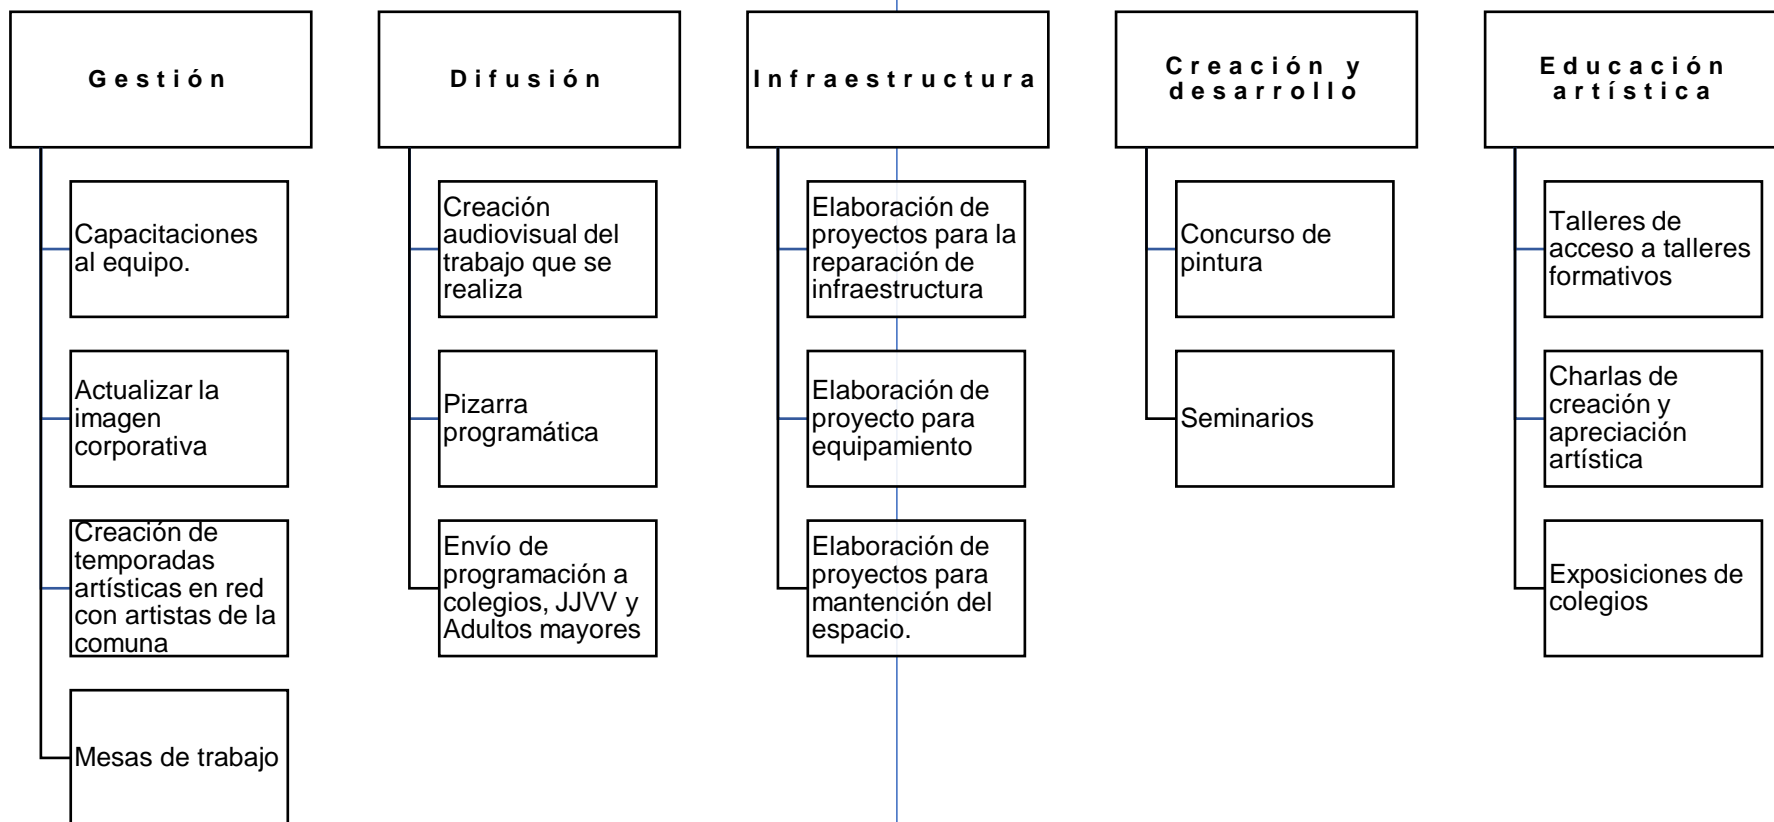 Gestión
Capacitaciones
al equipo.
Actualizar la
imagen
corporativa
Creación de
temporadas
artísticas en red
con artistas de la
comuna
Mesas de trabajo
Difusión
Creación
audiovisual del
trabajo que se
realiza
Pizarra
programática
Envío de
programación a
colegios, JJVV y
Adultos mayores
Infraestructura
Elaboración de
proyectos para la
reparación de
infraestructura
Elaboración de
proyecto para
equipamiento
Elaboración de
proyectos para
mantención del
espacio.
Creación y
desarrollo
Concurso de
pintura
Seminarios
Educación
artística
Talleres de
acceso a talleres
formativos
Charlas de
creación y
apreciación
artística
Exposiciones de
colegios